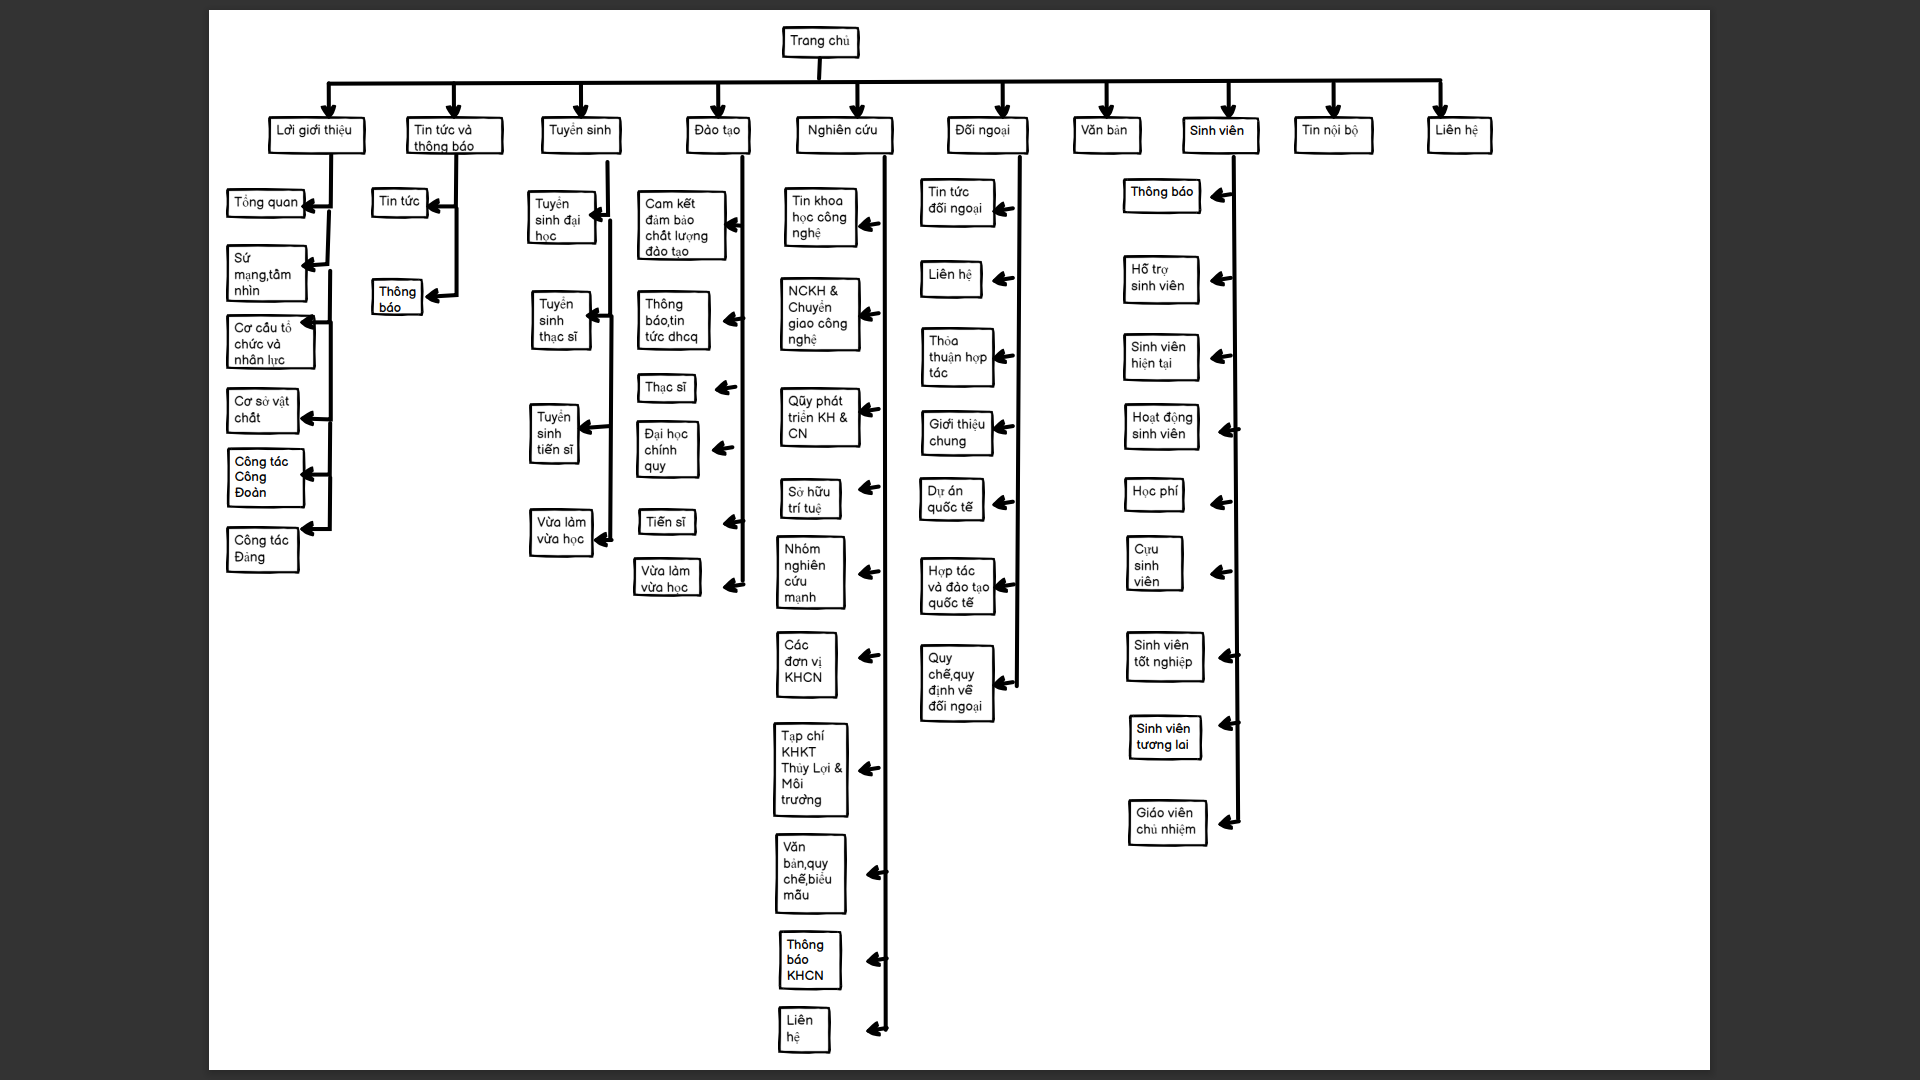 Trang chủ
Lời giới thiệu
Tin tức và
thông báo
Tuyển sinh
Đào tạo
Nghiên cứu
Đối ngoại
Văn bản
Sinh viên
Tin nội bộ
Liên hệ
Tổng quan
Sứ
mạng,tầm
nhìn
Cơ cấu tổ
chức và
nhân lực
Cơ sở vật
chất
Công tác
Công
Đoàn
Công tác
Đảng
Tin tức
Thông
báo
Tuyển
sinh đại
học
Tuyển
sinh
thạc sĩ
Tuyển
sinh
tiến sĩ
Vừa làm
vừa học
Cam kết
đảm bảo
chất lượng
đào tạo
Thông
báo,tin
tức dhcq
Thạc sĩ
Đại học
chính
quy
Tiến sĩ
Vừa làm
vừa học
Tin khoa
học công
nghệ
NCKH &
Chuyển
giao công
nghệ
Qũy phát
triển KH &
CN
Sở hữu
trí tuệ
Nhóm
nghiên
cứu
mạnh
Các
đơn vị
KHCN
Tạp chí
KHKT
Thủy Lợi &
Môi
trương
Văn
bản,quy
chế,biểu
mẫu
Thông
báo
KHCN
Liên
hệ
Tin tức
đối ngoại
Liên hệ
Thỏa
thuận hợp
tác
Giới thiệu
chung
Dự án
quốc tế
Hợp tác
và đào tạo
quốc tế
Quy
chế,quy
định về
đối ngoại
Thông báo
Hỗ trợ
sinh viên
Sinh viên
hiện tại
Hoạt động
sinh viên
Học phí
Cựu
sinh
viên
Sinh viên
tốt nghiệp
Sinh viên
tương lai
Giáo viên
chủ nhiệm